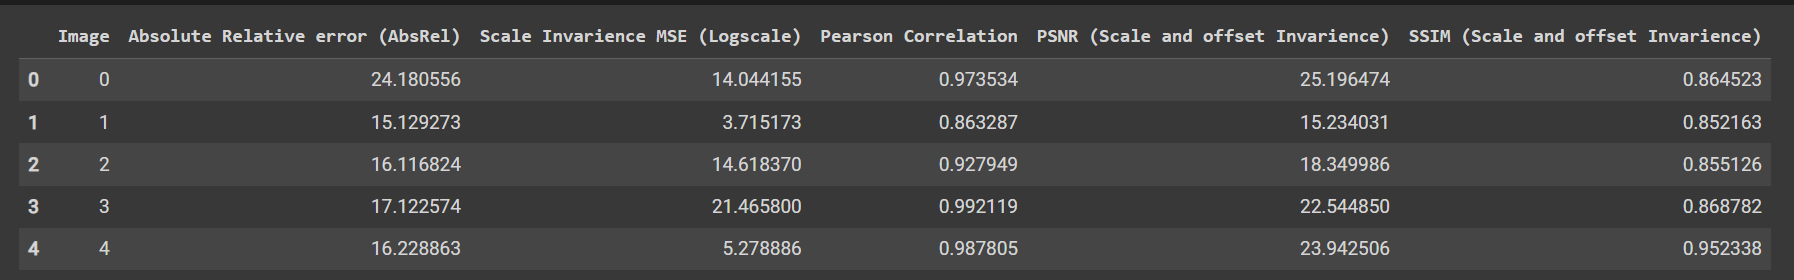 Image Absolute Relative error (AbsRel) Scale Invarience MSE (Logscale) Pearson Correlation PSNR (Scale and offset Invarience) SSIM (Scale and offset Invarience)
0 0 24.180556 14.044155 0.973534 25.196474 0.864523
1 1 15.129273 3.715173 0.863287 15.234031 0.852163
2 2 16.116824 14.618370 0.927949 18.349986 0.855126
3 3 17.122574 21.465800 0.992119 22.544850 0.868782
4 4 16.228863 5.278886 0.987805 23.942506 0.952338